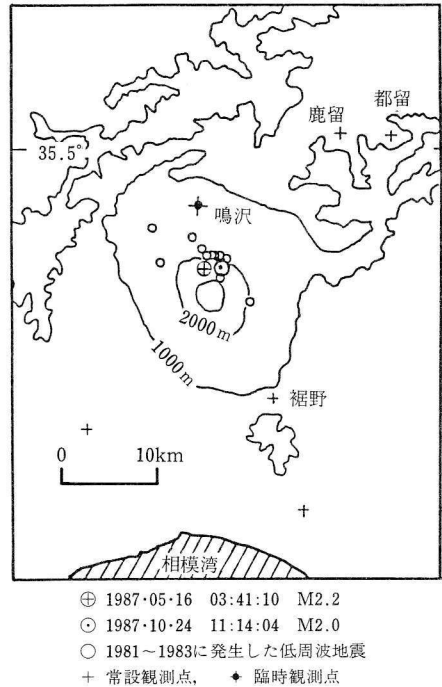 都留
鹿留
35.5°
鳴沢
2000m
1000m
裾野
0 10km
相模湾
⊕ 1987・05・16 03:41:10 M2.2
⊙ 1987・10・24 11:14:04 M2.0
○ 1981～1983に発生した低周波地震
+ 常設観測点, 臨時観測点